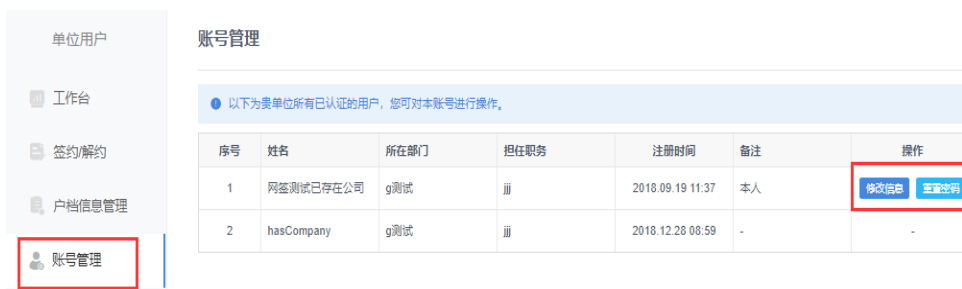 单位用户
账号管理
工作台
以下为贵单位所有已认证的用户，您可对本账号进行操作。
签约/解约
序号 姓名 所在部门 担任职务 注册时间 备注 操作
1 网签测试已存在公司 g测试 jjj 2018.09.19 11:37 本人 修改信息 重置密码
户档信息管理
2 hasCompany g测试 jjj 2018.12.28 08:59 - -
账号管理